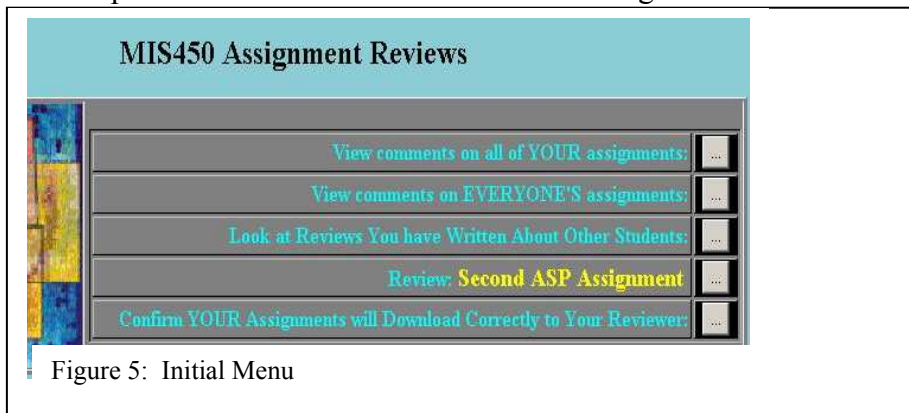 MIS450 Assignment Reviews
View comments on all of YOUR assignments:
...
View comments on EVERYONE'S assignments:
...
Look at Reviews You have Written About Other Students:
...
Review: Second ASP Assignment
...
Confirm YOUR Assignments will Download Correctly to Your Reviewer:
...
Figure 5: Initial Menu